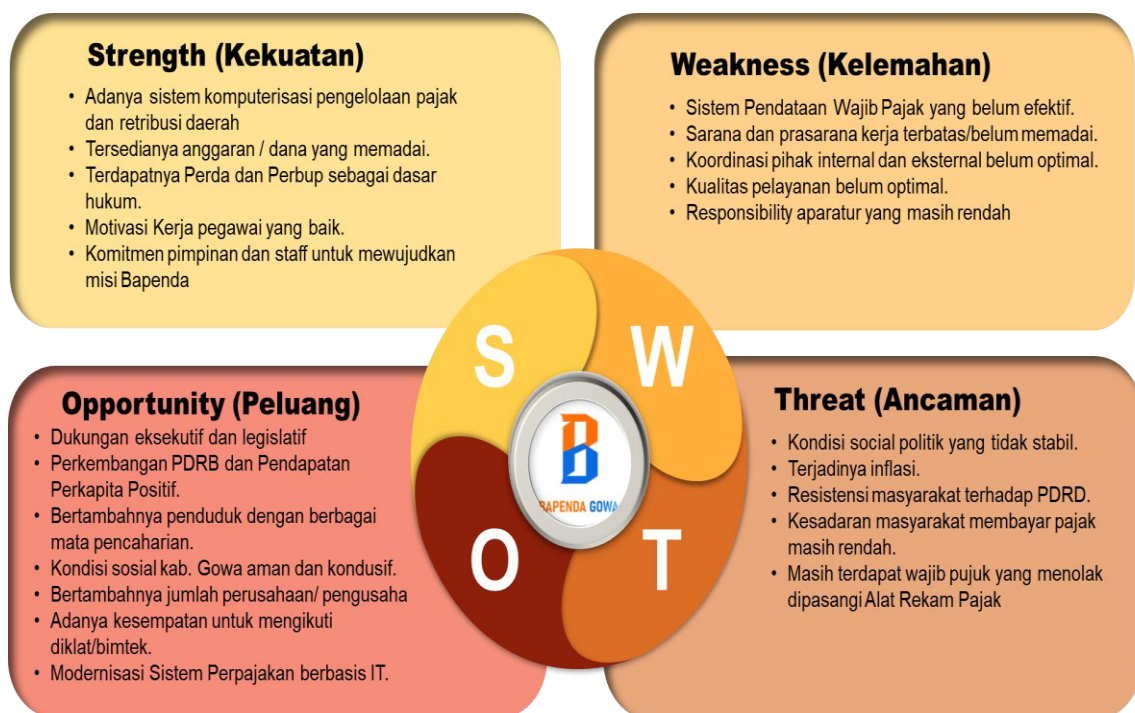 Strength (Kekuatan)
• Adanya sistem komputerisasi pengelolaan pajak
dan retribusi daerah
• Tersedianya anggaran / dana yang memadai.
• Terdapatnya Perda dan Perbup sebagai dasar
hukum.
• Motivasi Kerja pegawai yang baik.
• Komitmen pimpinan dan staff untuk mewujudkan
misi Bapenda
Weakness (Kelemahan)
• Sistem Pendataan Wajib Pajak yang belum efektif.
• Sarana dan prasarana kerja terbatas/belum memadai.
• Koordinasi pihak internal dan eksternal belum optimal.
• Kualitas pelayanan belum optimal.
• Responsibility aparatur yang masih rendah
S
W
B
BAPENDA GOWA
O
T
Opportunity (Peluang)
• Dukungan eksekutif dan legislatif
• Perkembangan PDRB dan Pendapatan
Perkapita Positif.
• Bertambahnya penduduk dengan berbagai
mata pencaharian.
• Kondisi sosial kab. Gowa aman dan kondusif.
• Bertambahnya jumlah perusahaan/ pengusaha
• Adanya kesempatan untuk mengikuti
diklat/bimtek.
• Modernisasi Sistem Perpajakan berbasis IT.
Threat (Ancaman)
• Kondisi social politik yang tidak stabil.
• Terjadinya inflasi.
• Resistensi masyarakat terhadap PDRD.
• Kesadaran masyarakat membayar pajak
masih rendah.
• Masih terdapat wajib pujuk yang menolak
dipasangi Alat Rekam Pajak